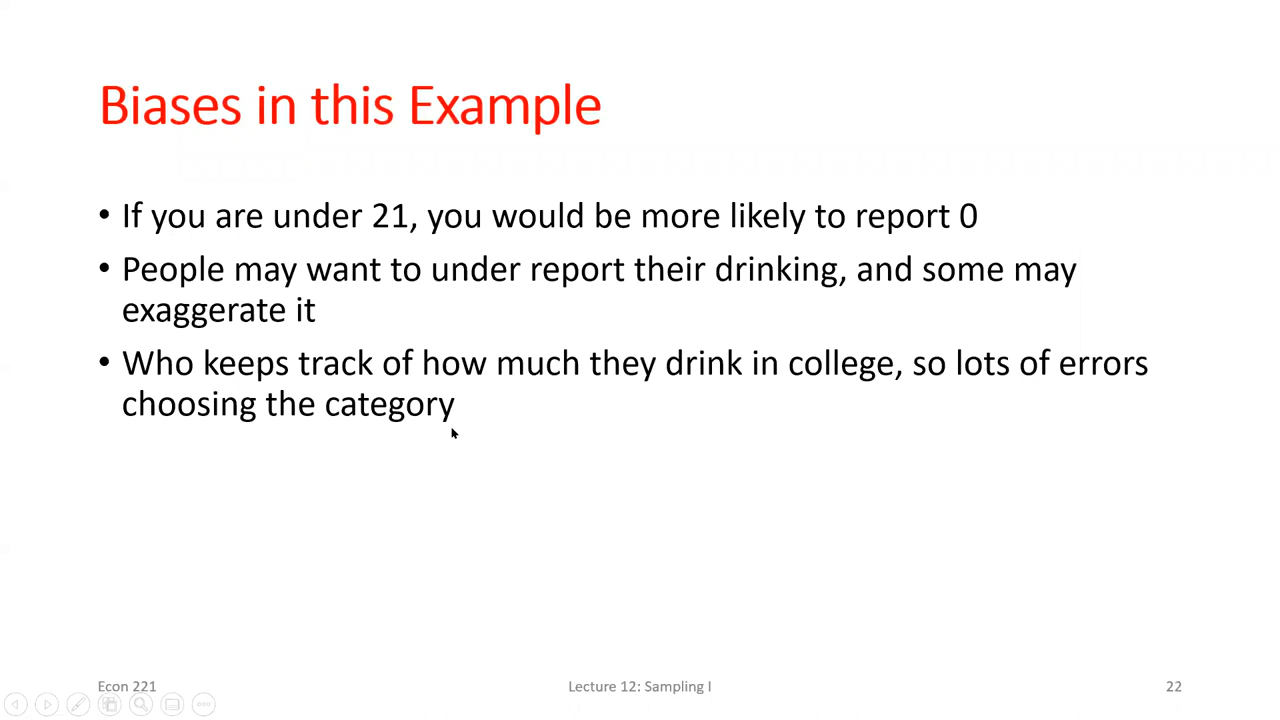 Biases in this Example
• If you are under 21, you would be more likely to report 0
• People may want to under report their drinking, and some may
exaggerate it
• Who keeps track of how much they drink in college, so lots of errors
choosing the category
Econ 221
Lecture 12: Sampling I
22